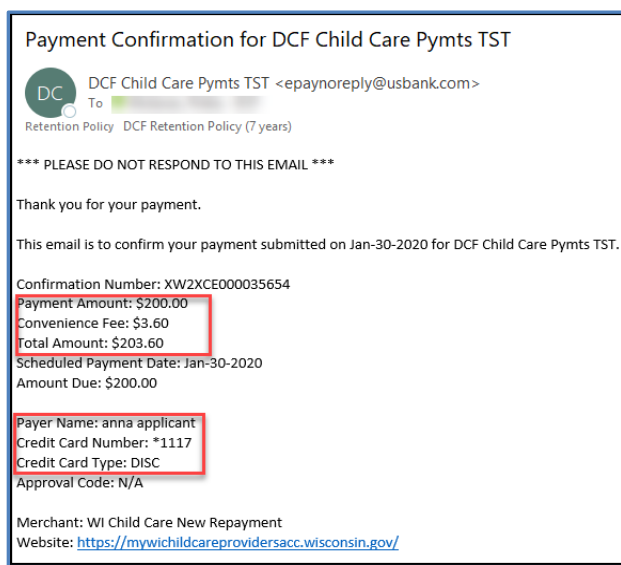 Payment Confirmation for DCF Child Care Pymts TST
DC
DCF Child Care Pymts TST <epaynoreply@usbank.com>
To
Retention Policy DCF Retention Policy (7 years)
*** PLEASE DO NOT RESPOND TO THIS EMAIL ***
Thank you for your payment.
This email is to confirm your payment submitted on Jan-30-2020 for DCF Child Care Pymts TST.
Confirmation Number: XW2XCE000035654
Payment Amount: $200.00
Convenience Fee: $3.60
Total Amount: $203.60
Scheduled Payment Date: Jan-30-2020
Amount Due: $200.00
Payer Name: anna applicant
Credit Card Number: *1117
Credit Card Type: DISC
Approval Code: N/A
Merchant: WI Child Care New Repayment
Website: https://mywichildcareprovidersacc.wisconsin.gov/